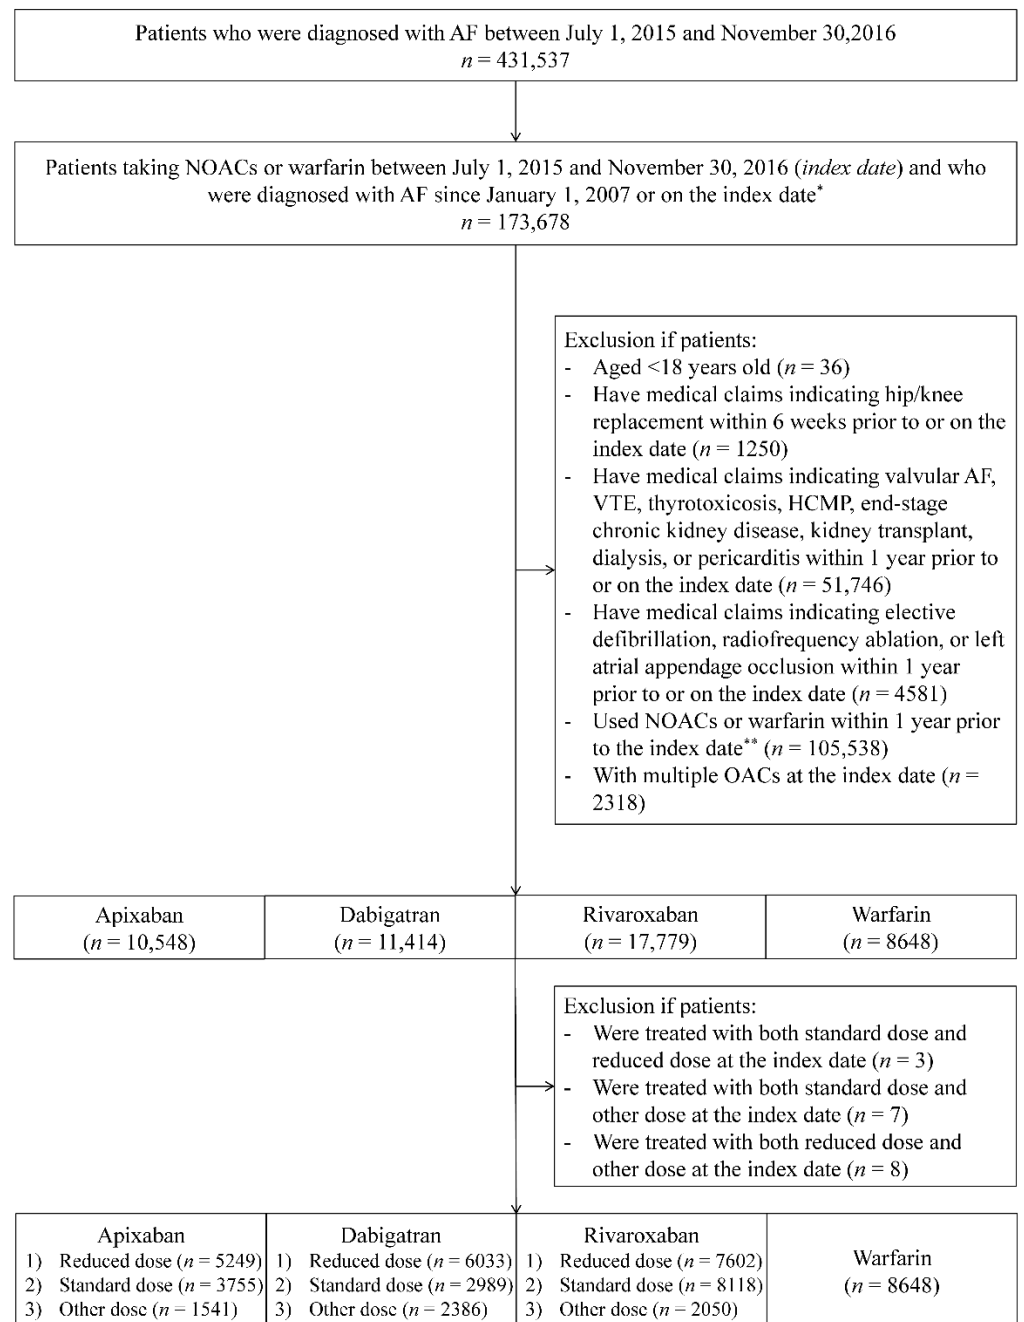 Patients who were diagnosed with AF between July 1, 2015 and November 30,2016
n = 431,537
Patients taking NOACs or warfarin between July 1, 2015 and November 30, 2016 (index date) and who
were diagnosed with AF since January 1, 2007 or on the index date*
n = 173,678
Exclusion if patients:
- Aged <18 years old (n = 36)
- Have medical claims indicating hip/knee
replacement within 6 weeks prior to or on the
index date (n = 1250)
- Have medical claims indicating valvular AF,
VTE, thyrotoxicosis, HCMP, end-stage
chronic kidney disease, kidney transplant,
dialysis, or pericarditis within 1 year prior to
or on the index date (n = 51,746)
- Have medical claims indicating elective
defibrillation, radiofrequency ablation, or left
atrial appendage occlusion within 1 year
prior to or on the index date (n = 4581)
- Used NOACs or warfarin within 1 year prior
to the index date** (n = 105,538)
- With multiple OACs at the index date (n =
2318)
Apixaban
(n = 10,548)
Dabigatran
(n = 11,414)
Rivaroxaban
(n = 17,779)
Warfarin
(n = 8648)
Exclusion if patients:
- Were treated with both standard dose and
reduced dose at the index date (n = 3)
- Were treated with both standard dose and
other dose at the index date (n = 7)
- Were treated with both reduced dose and
other dose at the index date (n = 8)
Apixaban
1) Reduced dose (n = 5249)
2) Standard dose (n = 3755)
3) Other dose (n = 1541)
Dabigatran
1) Reduced dose (n = 6033)
2) Standard dose (n = 2989)
3) Other dose (n = 2386)
Rivaroxaban
1) Reduced dose (n = 7602)
2) Standard dose (n = 8118)
3) Other dose (n = 2050)
Warfarin
(n = 8648)